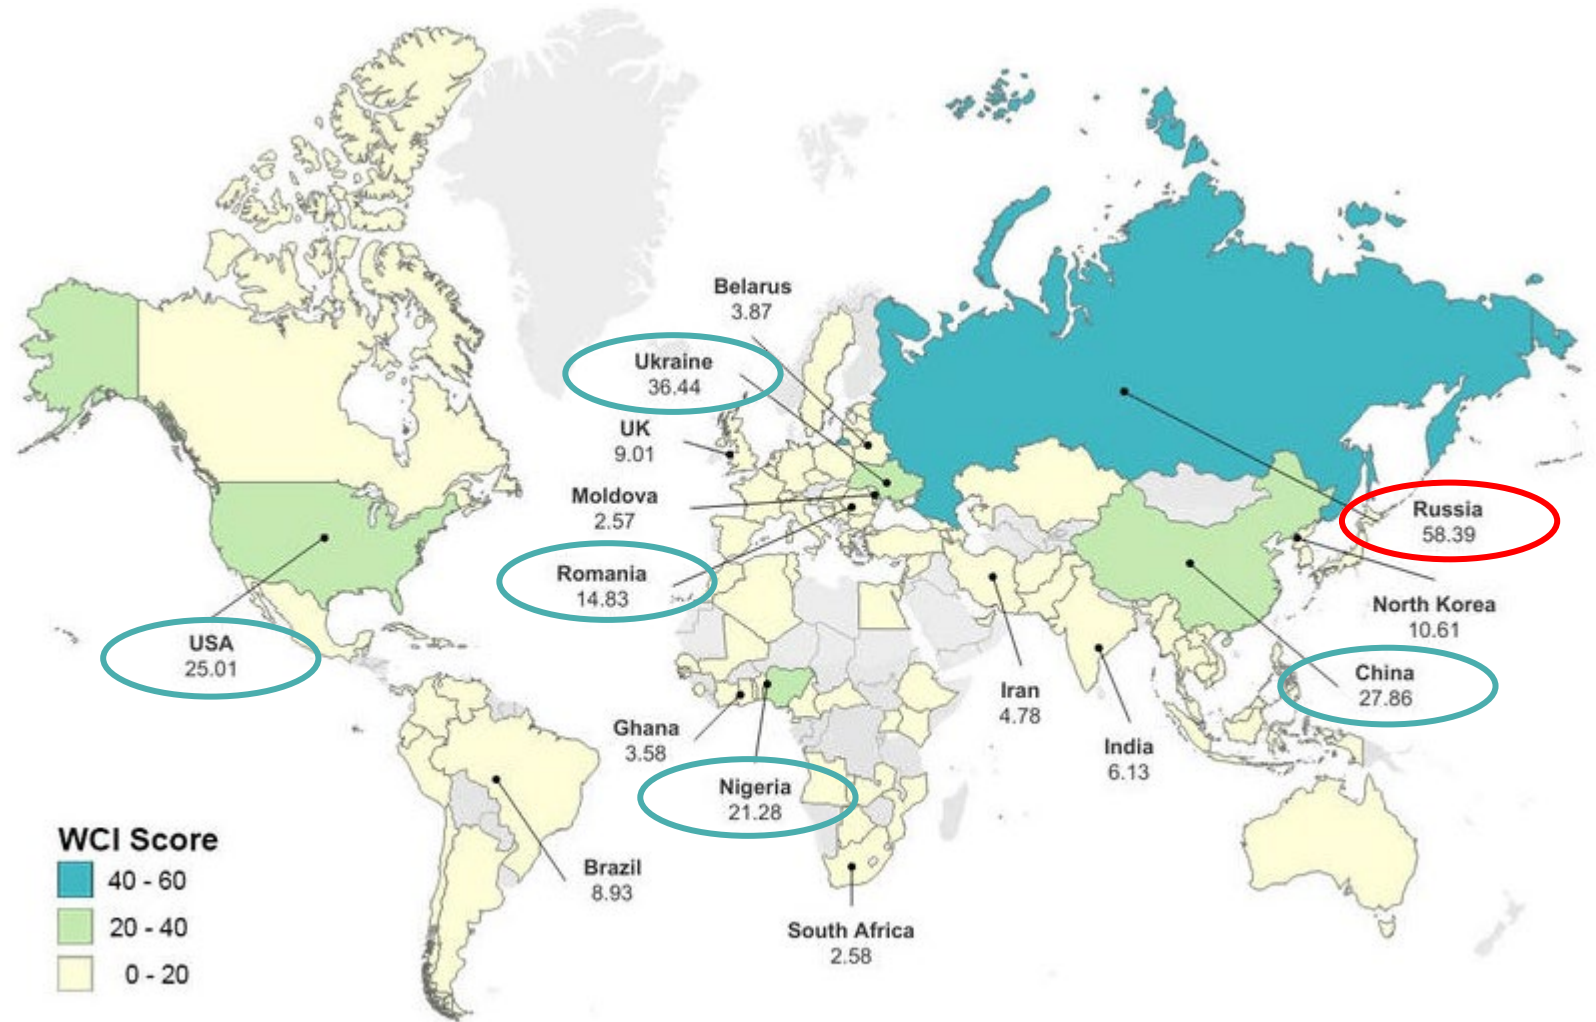 Belarus
3.87
Ukraine
36.44
UK
9.01
Moldova
2.57
Russia
58.39
Romania
14.83
North Korea
10.61
USA
25.01
China
27.86
Iran
4.78
Ghana
3.58
India
6.13
Nigeria
21.28
WCI Score
40 - 60
20 - 40
0 - 20
Brazil
8.93
South Africa
2.58